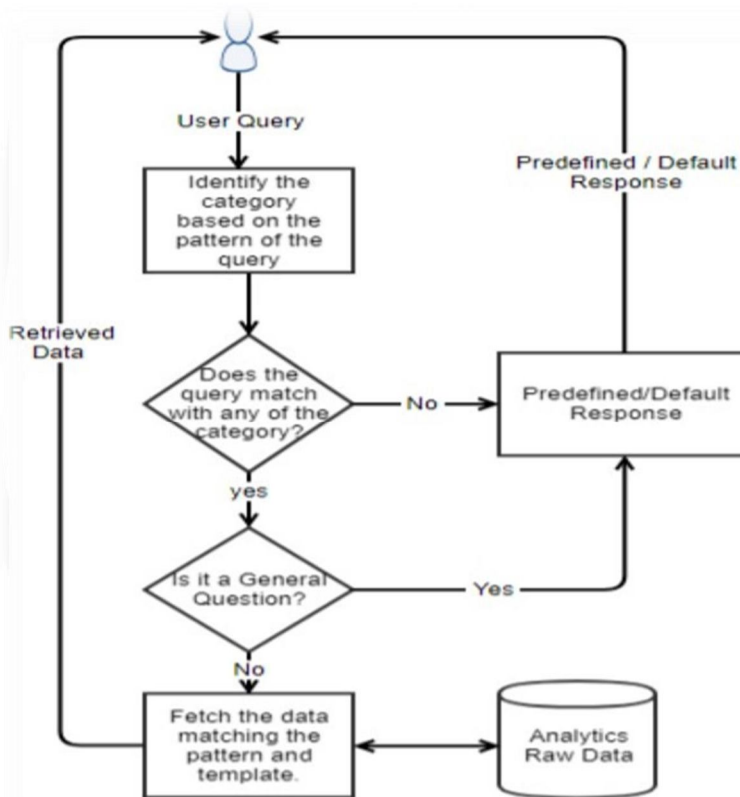 User Query
Identify the
category
based on the
pattern of the
query
Predefined / Default
Response
Retrieved
Data
Does the
query match
with any of the
category?
No
Predefined/Default
Response
yes
Is it a General
Question?
Yes
No
Fetch the data
matching the
pattern and
template.
Analytics
Raw Data